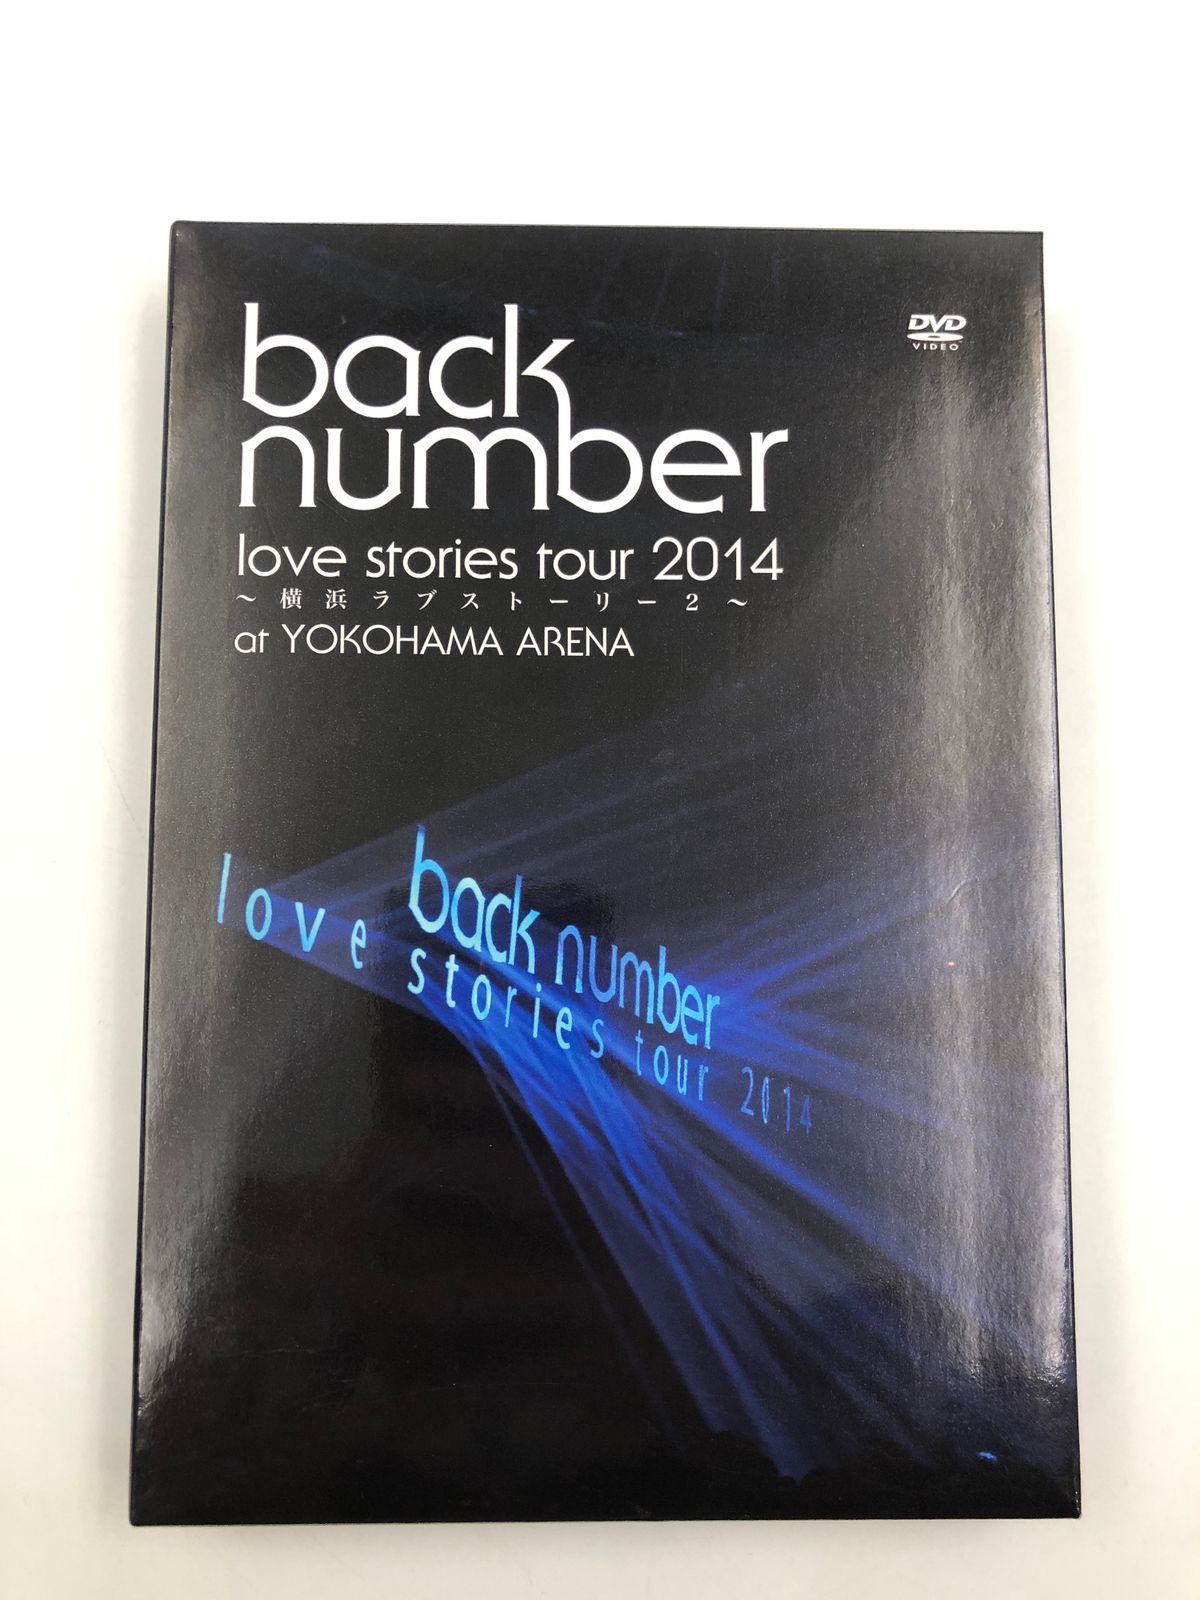 back
number
DVD
VIDEO
love stories tour 2014
～横浜ラブストーリー2～
at YOKOHAMA ARENA
back number
love stories tour 2014